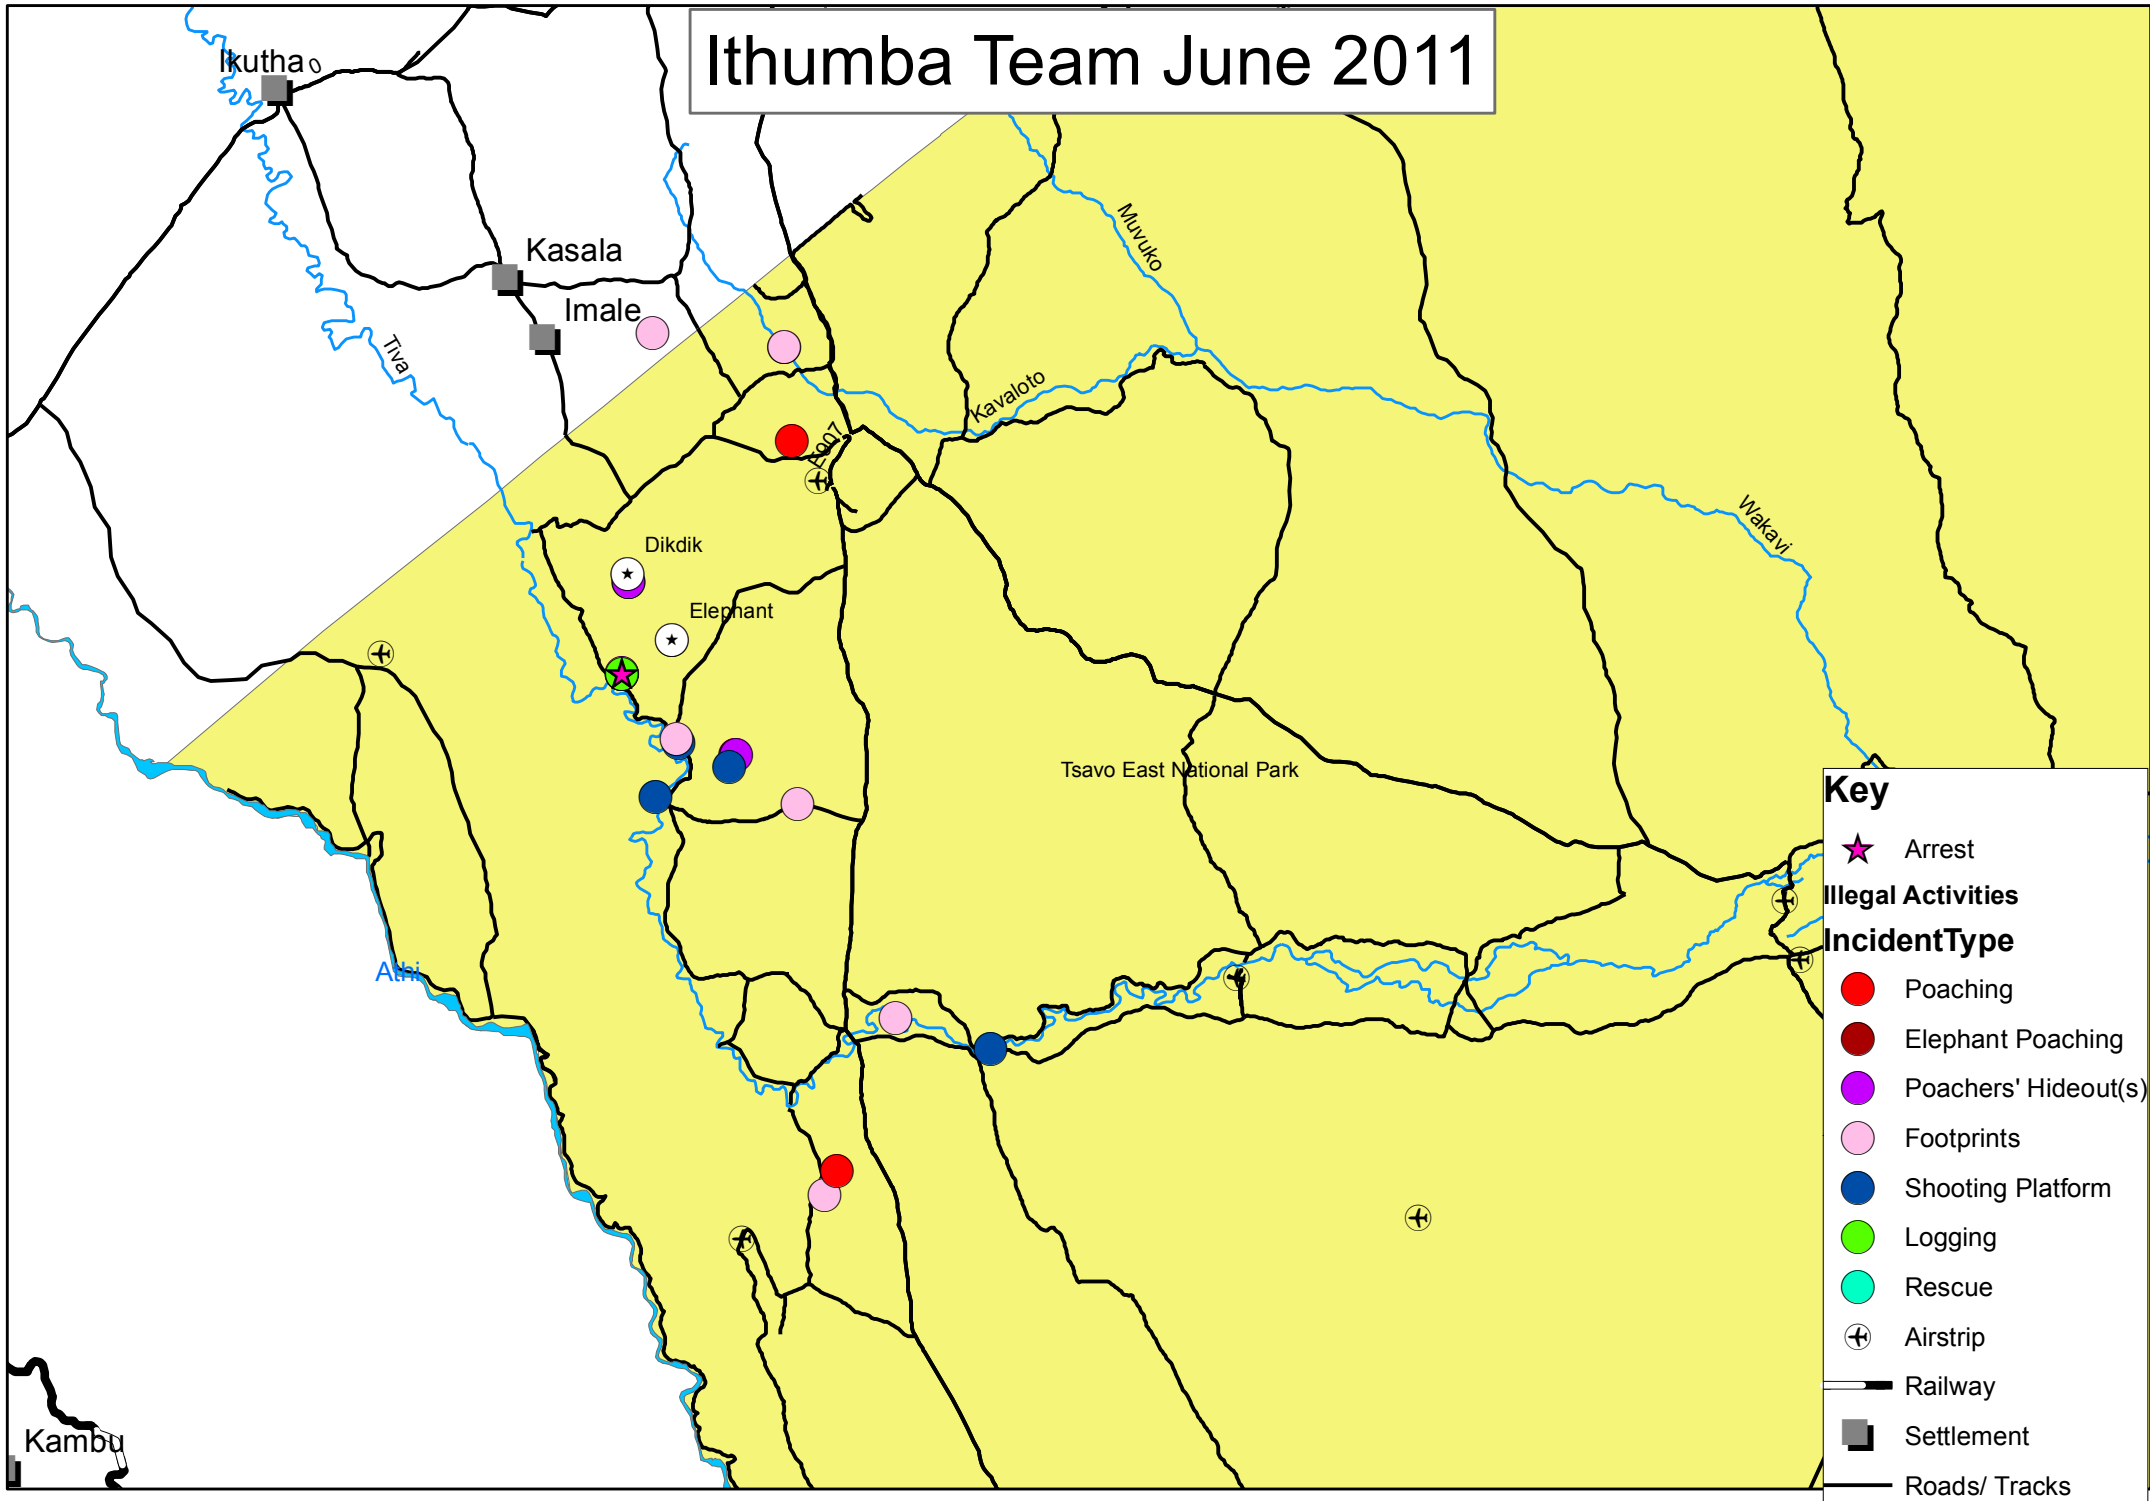 Ithumba Team June 2011
Ikutha
0
Kasala
Imale
Tiva
Muvuko
Kavaloto
E907
Wakavi
Dikdik
Elephant
Tsavo East National Park
Athi
Kambu
Key
Arrest
Illegal Activities
IncidentType
Poaching
Elephant Poaching
Poachers' Hideout(s)
Footprints
Shooting Platform
Logging
Rescue
Airstrip
Railway
Settlement
Roads/ Tracks